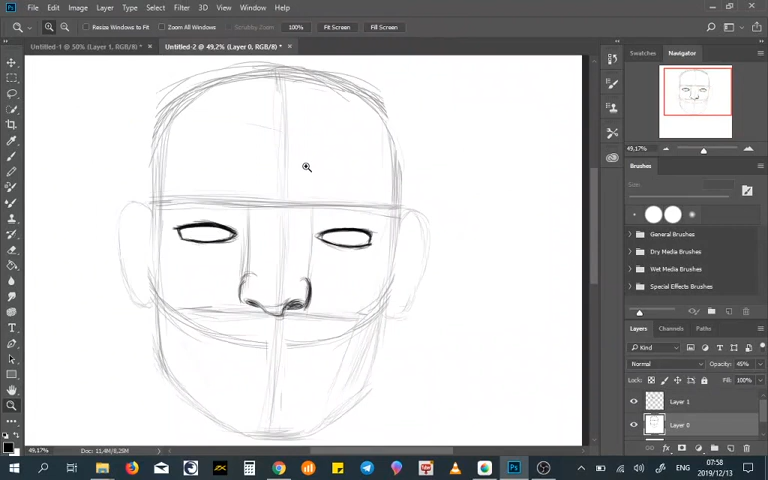 Ps File Edit Image Layer Type Select Filter 3D View Window Help
Resize Windows to Fit Zoom All Windows Scrubby Zoom 100% Fit Screen Fill Screen
Untitled-1 @ 50% (Layer 1, RGB/8) * × Untitled-2 @ 49,2% (Layer 0, RGB/8) * ×
Swatches Navigator
49,17%
Brushes
Size:
General Brushes
Dry Media Brushes
Wet Media Brushes
Special Effects Brushes
Layers Channels Paths
Kind
Normal Opacity: 45%
Lock: Fill: 100%
Layer 1
Layer 0
49,17% Doc: 11,4M/8,29M
Ps ENG 07:58
2019/12/13